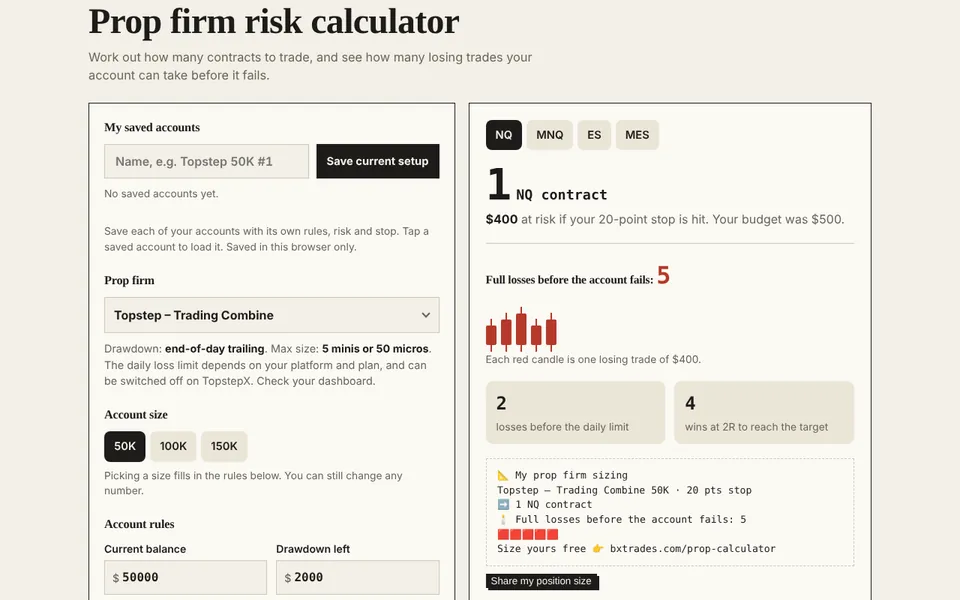 Prop firm risk calculator
Work out how many contracts to trade, and see how many losing trades your
account can take before it fails.
My saved accounts
Name, e.g. Topstep 50K #1
Save current setup
No saved accounts yet.
Save each of your accounts with its own rules, risk and stop. Tap a
saved account to load it. Saved in this browser only.
Prop firm
Topstep – Trading Combine
Drawdown: end-of-day trailing. Max size: 5 minis or 50 micros.
The daily loss limit depends on your platform and plan, and can
be switched off on TopstepX. Check your dashboard.
Account size
50K 100K 150K
Picking a size fills in the rules below. You can still change any
number.
Account rules
Current balance Drawdown left
$ 50000 $ 2000
NQ MNQ ES MES
1 NQ contract
$400 at risk if your 20-point stop is hit. Your budget was $500.
Full losses before the account fails: 5
Each red candle is one losing trade of $400.
2
losses before the daily limit
4
wins at 2R to reach the target
📐 My prop firm sizing
Topstep — Trading Combine 50K · 20 pts stop
➡️ 1 NQ contract
🕯️ Full losses before the account fails: 5
🟥🟥🟥🟥🟥
Size yours free 👉 bxtrades.com/prop-calculator
Share my position size